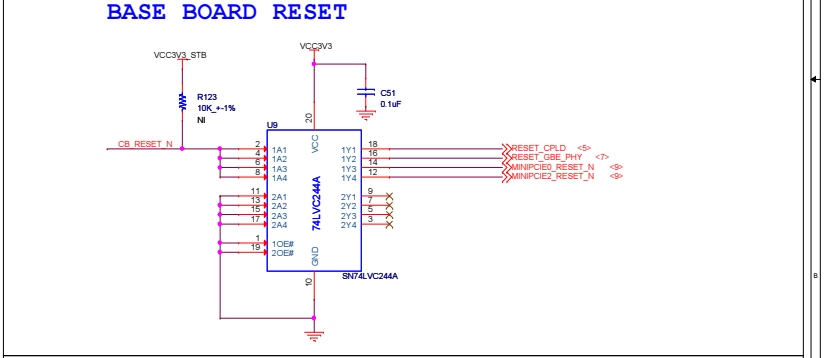 BASE BOARD RESET
VCC3V3_STB
VCC3V3
R123
10K_+-1%
NI
C51
0.1uF
U9
20
VCC
CB_RESET_N
2 1A1 1Y1 18 RESET_CPLD <5>
4 1A2 1Y2 16 RESET_GBE_PHY <7>
6 1A3 1Y3 14 MINIPCIE0_RESET_N <9>
8 1A4 1Y4 12 MINIPCIE2_RESET_N <9>
11 2A1 2Y1 9
13 2A2 2Y2 7
15 2A3 2Y3 5
17 2A4 2Y4 3
74LVC244A
1 1OE#
19 2OE#
GND
10
SN74LVC244A
B